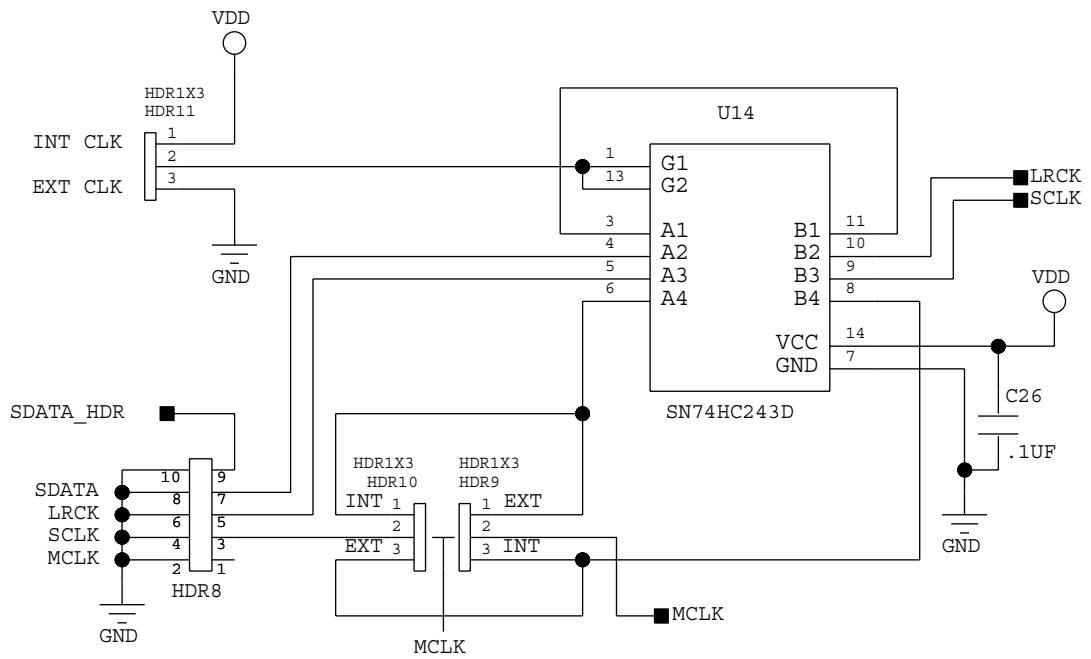 VDD
HDR1X3
HDR11
INT CLK
1
2
EXT CLK
3
GND
U14
1
G1
13
G2
3
A1
4
A2
5
A3
6
A4
B1
11
B2
10
B3
9
B4
8
VCC
14
GND
7
SN74HC243D
LRCK
SCLK
VDD
C26
.1UF
GND
SDATA_HDR
10
9
SDATA
8
7
LRCK
6
5
SCLK
4
3
MCLK
2
1
HDR8
GND
HDR1X3
HDR10
INT
1
2
EXT
3
HDR1X3
HDR9
1
EXT
2
3
INT
MCLK
MCLK